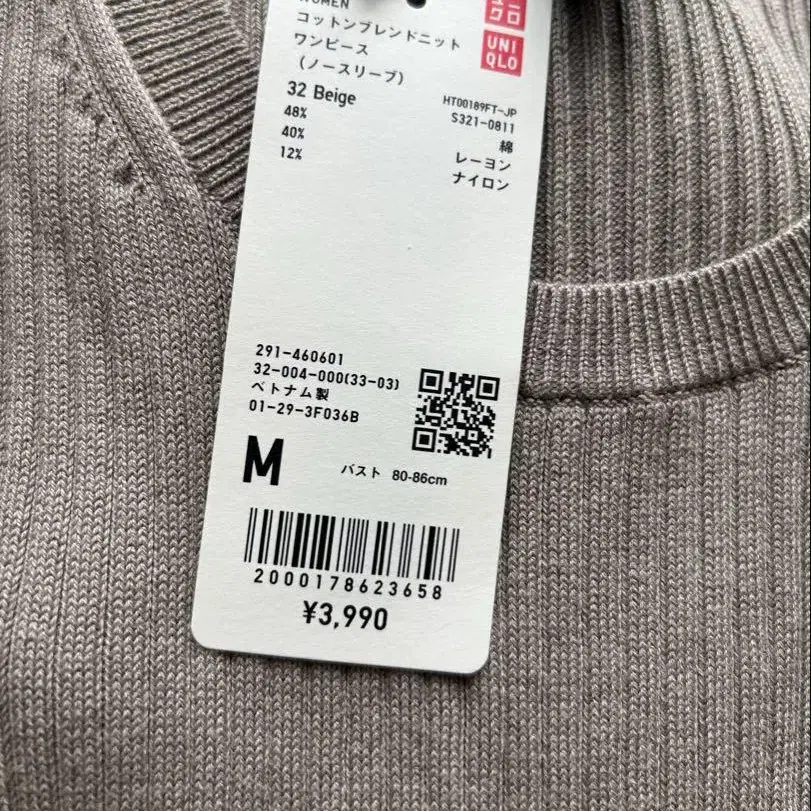 WOMEN
コットンブレンドニット
ワンピース
(ノースリーブ)
32 Beige
ユニ
クロ
UNI
QLO
HT00189FT-JP
S321-0811
48% 綿
40% レーヨン
12% ナイロン
291-460601
32-004-000(33-03)
ベトナム製
01-29-3F036B
M バスト 80-86cm
2000178623658
¥3,990